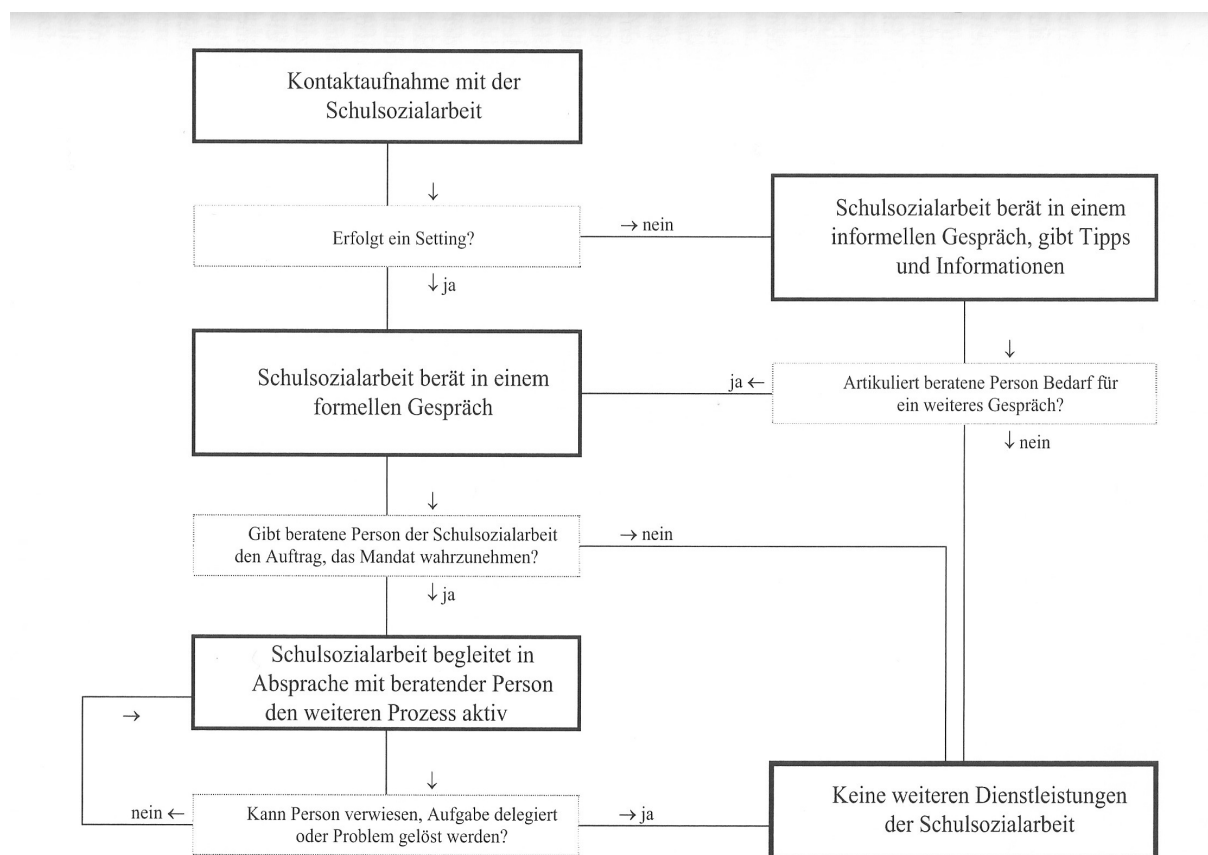 Kontaktaufnahme mit der
Schulsozialarbeit
↓
Erfolgt ein Setting?
→ nein
↓ ja
Schulsozialarbeit berät in einem
informellen Gespräch, gibt Tipps
und Informationen
↓
Artikuliert beratene Person Bedarf für
ein weiteres Gespräch?
ja ←
↓ nein
Schulsozialarbeit berät in einem
formellen Gespräch
↓
Gibt beratene Person der Schulsozialarbeit
den Auftrag, das Mandat wahrzunehmen?
→ nein
↓ ja
Schulsozialarbeit begleitet in
Absprache mit beratender Person
den weiteren Prozess aktiv
→
↓
Kann Person verwiesen, Aufgabe delegiert
oder Problem gelöst werden?
nein ←
→ ja
Keine weiteren Dienstleistungen
der Schulsozialarbeit